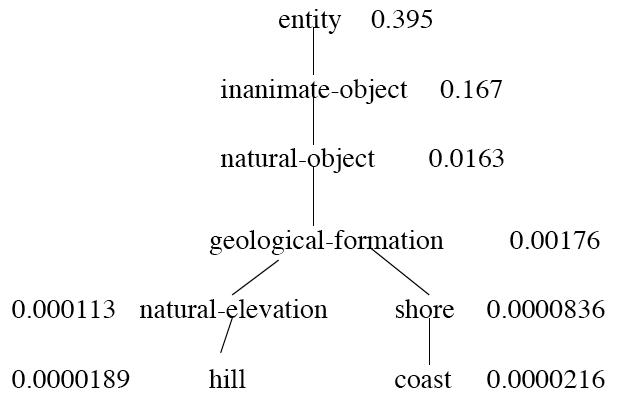 entity 0.395
inanimate-object 0.167
natural-object 0.0163
geological-formation 0.00176
0.000113 natural-elevation shore 0.0000836
0.0000189 hill coast 0.0000216